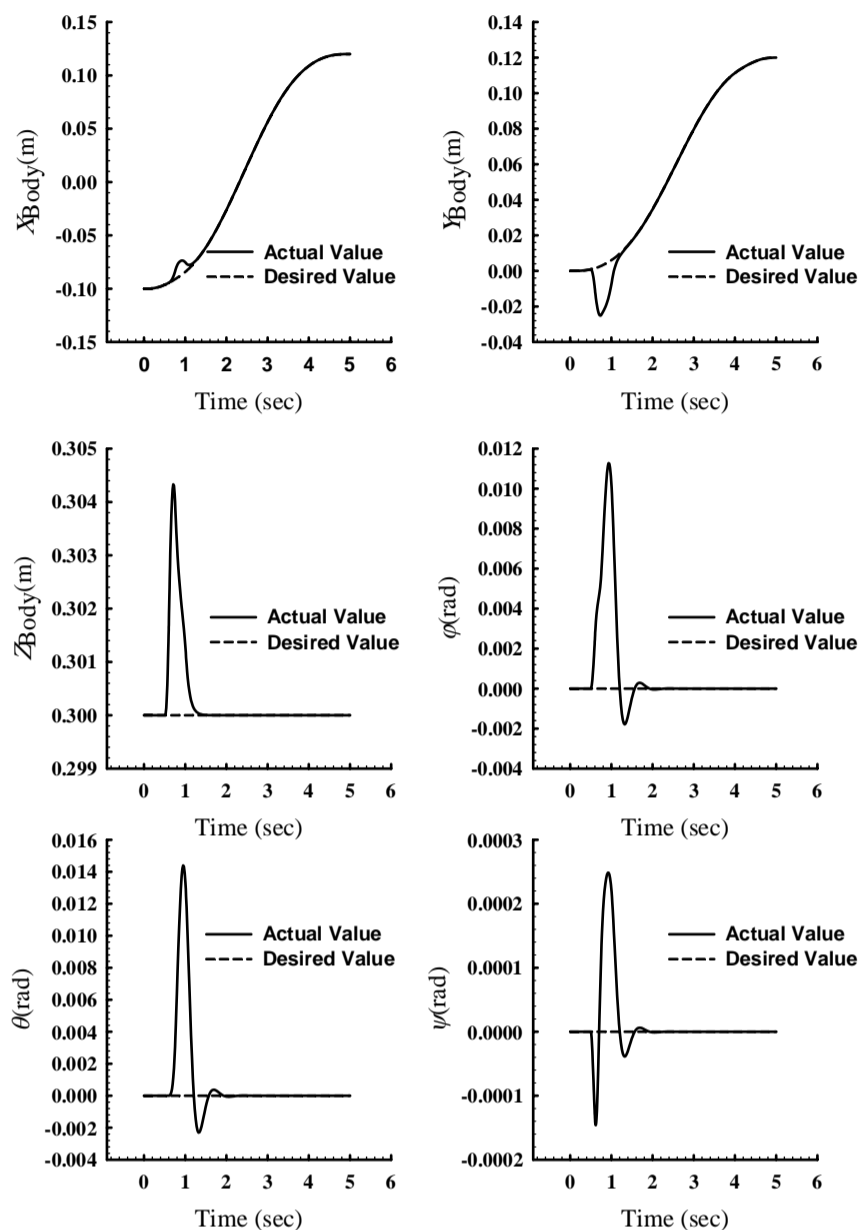 X_Body(m)
0.15
0.10
0.05
0.00
-0.05
-0.10
-0.15
Actual Value
Desired Value
0 1 2 3 4 5 6
Time (sec)
Y_Body(m)
0.14
0.12
0.10
0.08
0.06
0.04
0.02
0.00
-0.02
-0.04
Actual Value
Desired Value
0 1 2 3 4 5 6
Time (sec)
Z_Body(m)
0.305
0.304
0.303
0.302
0.301
0.300
0.299
Actual Value
Desired Value
0 1 2 3 4 5 6
Time (sec)
φ(rad)
0.012
0.010
0.008
0.006
0.004
0.002
0.000
-0.002
-0.004
Actual Value
Desired Value
0 1 2 3 4 5 6
Time (sec)
θ(rad)
0.016
0.014
0.012
0.010
0.008
0.006
0.004
0.002
0.000
-0.002
-0.004
Actual Value
Desired Value
0 1 2 3 4 5 6
Time (sec)
ψ(rad)
0.0003
0.0002
0.0001
0.0000
-0.0001
-0.0002
Actual Value
Desired Value
0 1 2 3 4 5 6
Time (sec)